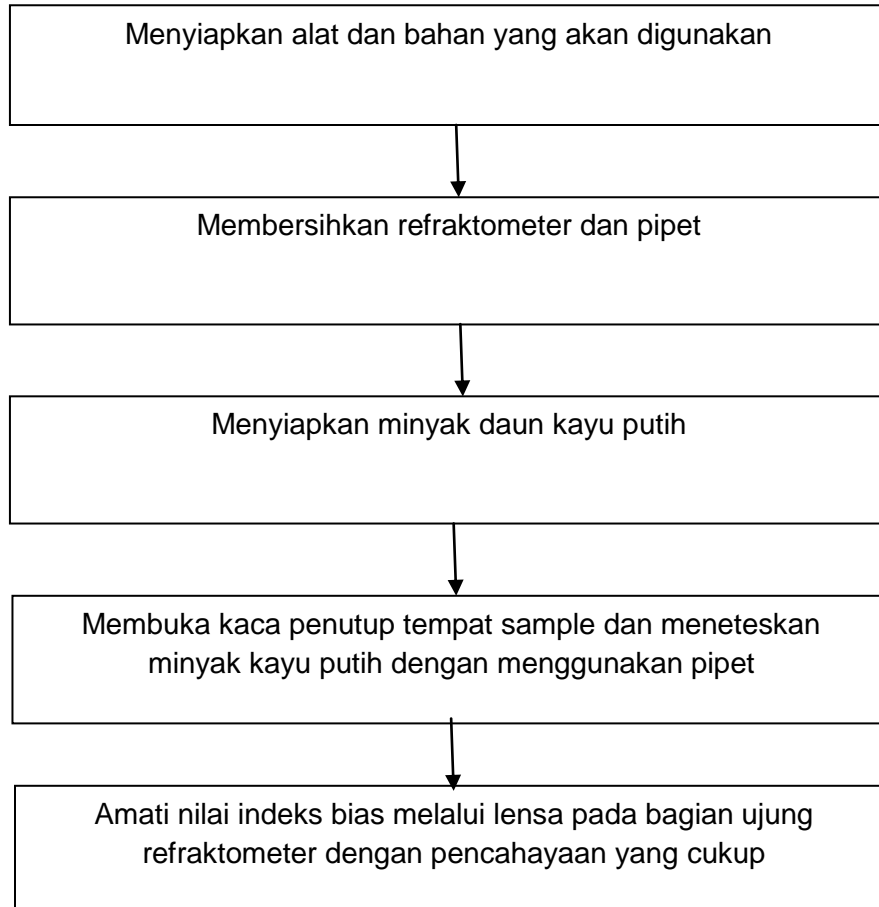 Menyiapkan alat dan bahan yang akan digunakan
Membersihkan refraktometer dan pipet
Menyiapkan minyak daun kayu putih
Membuka kaca penutup tempat sample dan meneteskan
minyak kayu putih dengan menggunakan pipet
Amati nilai indeks bias melalui lensa pada bagian ujung
refraktometer dengan pencahayaan yang cukup